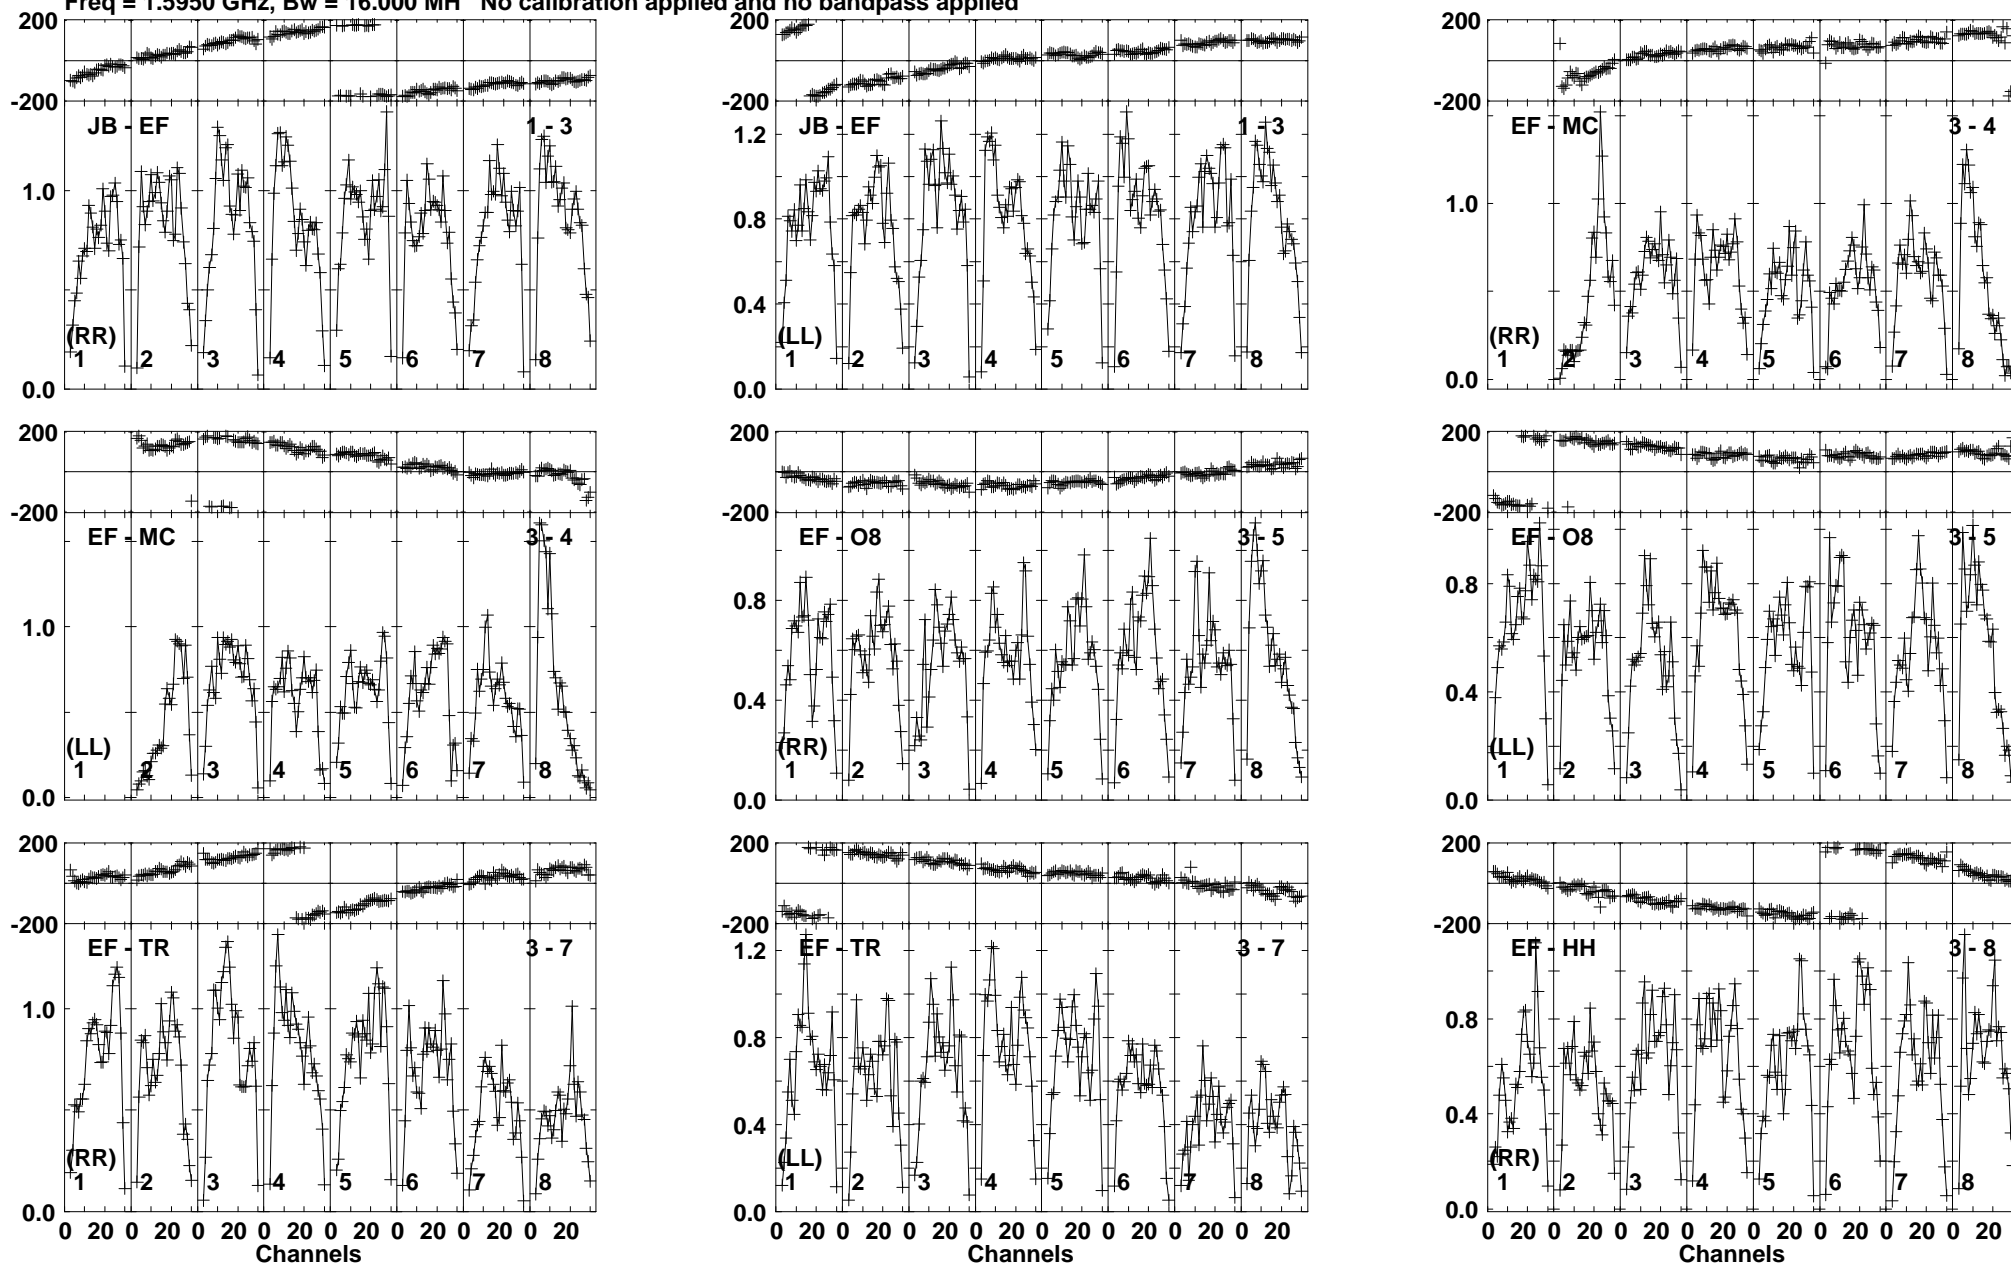 Freq = 1.5950 GHz, Bw = 16.000 MH No calibration applied and no bandpass applied
200 200 200
-200 -200 -200
JB - EF 1 - 3 JB - EF 1 - 3 EF - MC 3 - 4
1.2
1.0 0.8 1.0
0.4
(RR) (LL) (RR)
1 2 3 4 5 6 7 8 1 2 3 4 5 6 7 8 1 2 3 4 5 6 7 8
0.0 0.0 0.0
200 200 200
-200 -200 -200
EF - MC 3 - 4 EF - O8 3 - 5 EF - O8 3 - 5
1.0 0.8 0.8
0.4 0.4
(LL) (RR) (LL)
1 2 3 4 5 6 7 8 1 2 3 4 5 6 7 8 1 2 3 4 5 6 7 8
0.0 0.0 0.0
200 200 200
-200 -200 -200
EF - TR 3 - 7 EF - TR 3 - 7 EF - HH 3 - 8
1.2
1.0 0.8 0.8
0.4 0.4
(RR) (LL) (RR)
1 2 3 4 5 6 7 8 1 2 3 4 5 6 7 8 1 2 3 4 5 6 7 8
0.0 0.0 0.0
0 20 0 20 0 20 0 20 0 20 0 20 0 20 0 20 0 20 0 20 0 20 0 20 0 20 0 20 0 20 0 20 0 20 0 20 0 20 0 20 0 20 0 20 0 20 0 20
Channels Channels Channels